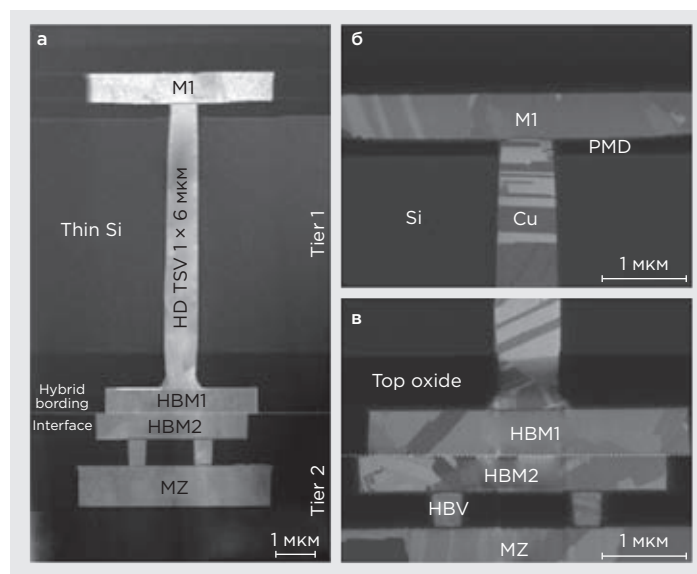 а
M1
HD TSV 1 × 6 мкм
Thin Si
Tier 1
Hybrid
bording
Interface
HBM1
HBM2
MZ
Tier 2
1 мкм
б
M1
PMD
Si
Cu
1 мкм
в
Top oxide
HBM1
HBM2
HBV
MZ
1 мкм